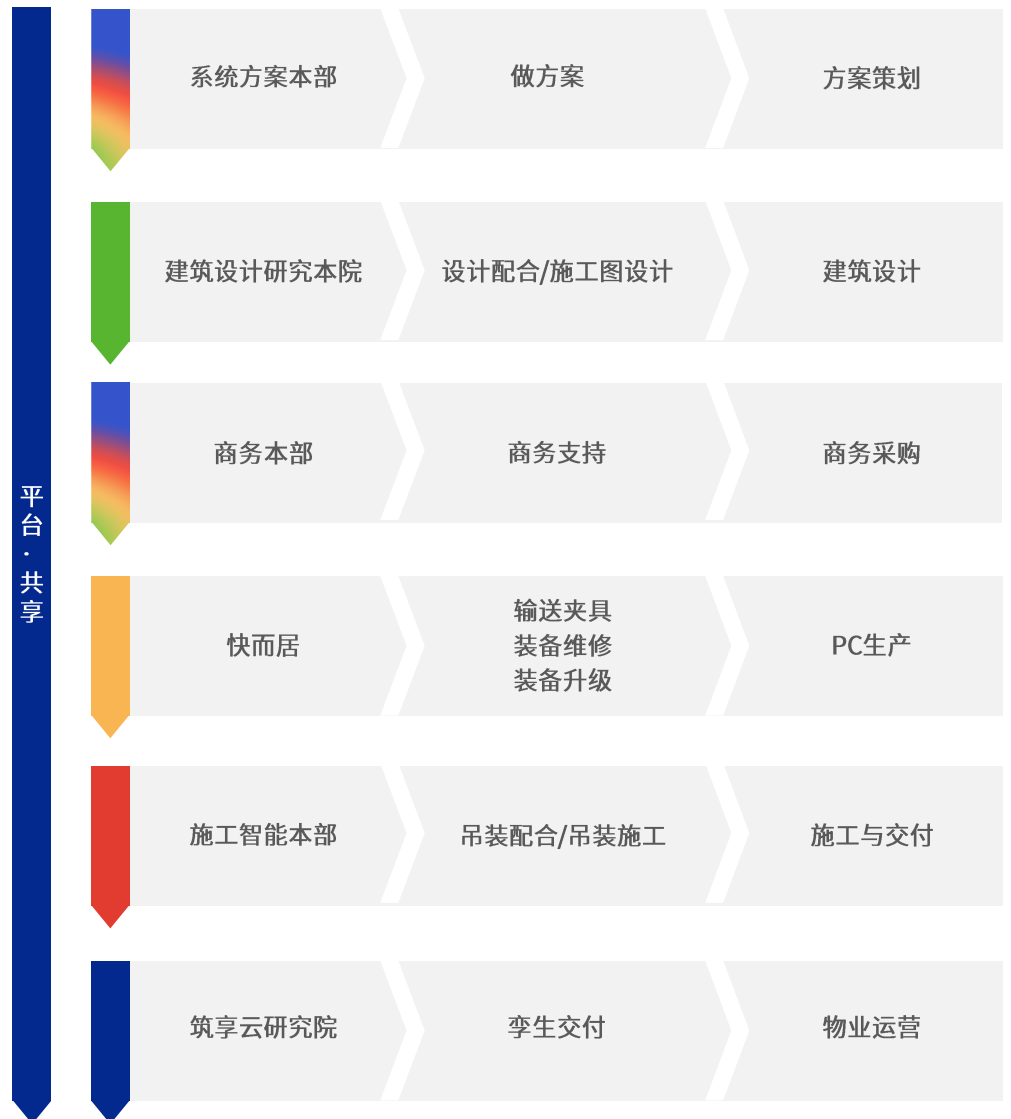 平台·共享
系统方案本部
做方案
方案策划
建筑设计研究本院
设计配合/施工图设计
建筑设计
商务本部
商务支持
商务采购
快而居
输送夹具
装备维修
装备升级
PC生产
施工智能本部
吊装配合/吊装施工
施工与交付
筑享云研究院
孪生交付
物业运营